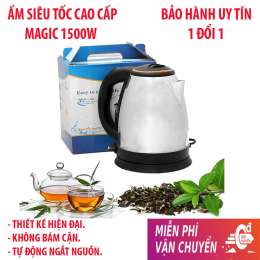 ẤM SIÊU TỐC CAO CẤP
MAGIC 1500W
BẢO HÀNH UY TÍN
1 ĐỔI 1
- THIẾT KẾ HIỆN ĐẠI.
- KHÔNG BÁM CẶN.
- TỰ ĐỘNG NGẮT NGUỒN.
MIỄN PHÍ
VẬN CHUYỂN